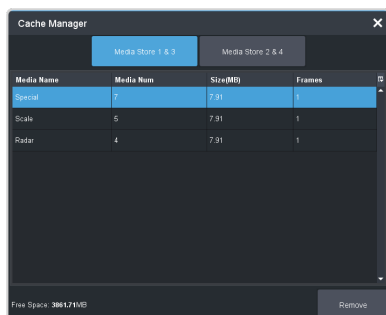 Cache Manager
Media Store 1 & 3 Media Store 2 & 4
Media Name Media Num Size(MB) Frames
Special 7 7.91 1
Scale 5 7.91 1
Radar 4 7.91 1
Free Space: 3861.71MB Remove